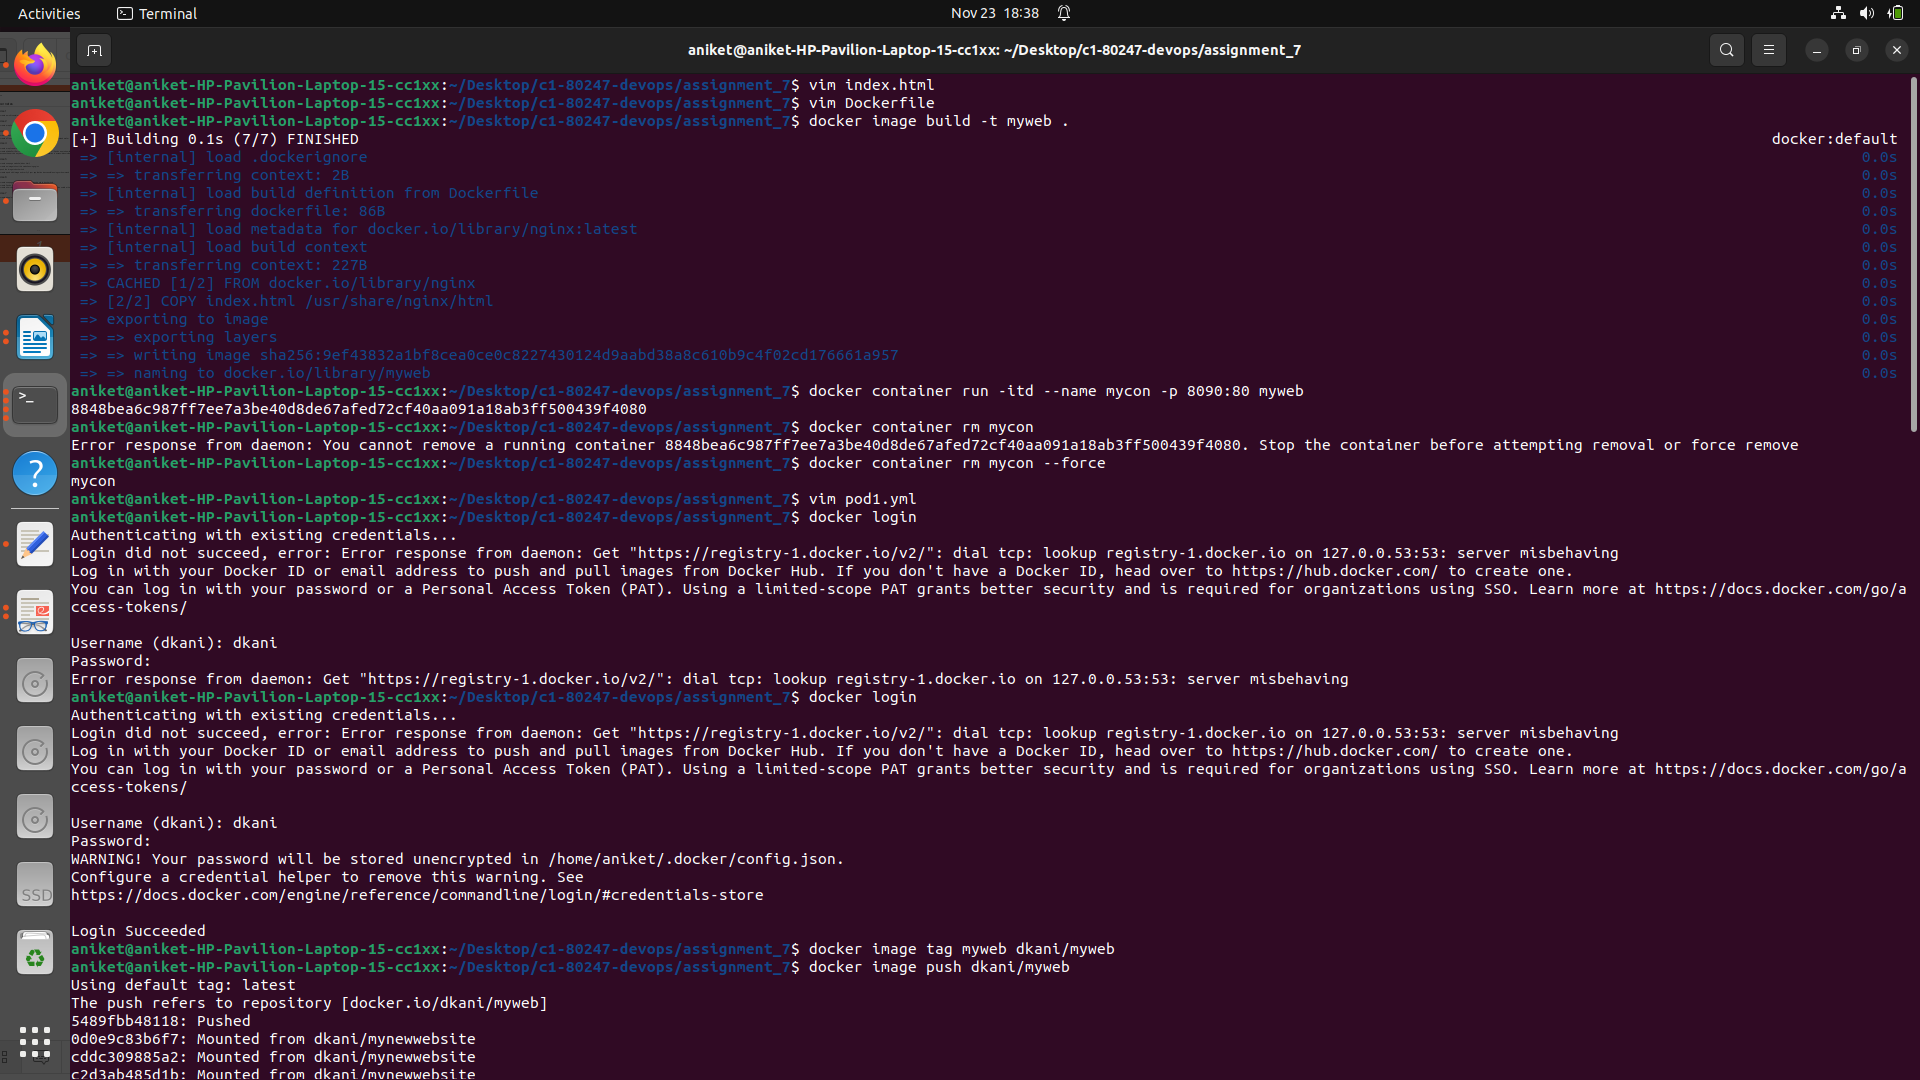 Activities
Terminal
Nov 23 18:38
aniket@aniket-HP-Pavilion-Laptop-15-cc1xx: ~/Desktop/c1-80247-devops/assignment_7
aniket@aniket-HP-Pavilion-Laptop-15-cc1xx:~/Desktop/c1-80247-devops/assignment_7$ vim index.html
aniket@aniket-HP-Pavilion-Laptop-15-cc1xx:~/Desktop/c1-80247-devops/assignment_7$ vim Dockerfile
aniket@aniket-HP-Pavilion-Laptop-15-cc1xx:~/Desktop/c1-80247-devops/assignment_7$ docker image build -t myweb .
[+] Building 0.1s (7/7) FINISHED docker:default
=> [internal] load .dockerignore 0.0s
=> => transferring context: 2B 0.0s
=> [internal] load build definition from Dockerfile 0.0s
=> => transferring dockerfile: 86B 0.0s
=> [internal] load metadata for docker.io/library/nginx:latest 0.0s
=> [internal] load build context 0.0s
=> => transferring context: 227B 0.0s
=> CACHED [1/2] FROM docker.io/library/nginx 0.0s
=> [2/2] COPY index.html /usr/share/nginx/html 0.0s
=> exporting to image 0.0s
=> => exporting layers 0.0s
=> => writing image sha256:9ef43832a1bf8cea0ce0c8227430124d9aabd38a8c610b9c4f02cd176661a957 0.0s
=> => naming to docker.io/library/myweb 0.0s
aniket@aniket-HP-Pavilion-Laptop-15-cc1xx:~/Desktop/c1-80247-devops/assignment_7$ docker container run -itd --name mycon -p 8090:80 myweb
8848bea6c987ff7ee7a3be40d8de67afed72cf40aa091a18ab3ff500439f4080
aniket@aniket-HP-Pavilion-Laptop-15-cc1xx:~/Desktop/c1-80247-devops/assignment_7$ docker container rm mycon
Error response from daemon: You cannot remove a running container 8848bea6c987ff7ee7a3be40d8de67afed72cf40aa091a18ab3ff500439f4080. Stop the container before attempting removal or force remove
aniket@aniket-HP-Pavilion-Laptop-15-cc1xx:~/Desktop/c1-80247-devops/assignment_7$ docker container rm mycon --force
mycon
aniket@aniket-HP-Pavilion-Laptop-15-cc1xx:~/Desktop/c1-80247-devops/assignment_7$ vim pod1.yml
aniket@aniket-HP-Pavilion-Laptop-15-cc1xx:~/Desktop/c1-80247-devops/assignment_7$ docker login
Authenticating with existing credentials...
Login did not succeed, error: Error response from daemon: Get "https://registry-1.docker.io/v2/": dial tcp: lookup registry-1.docker.io on 127.0.0.53:53: server misbehaving
Log in with your Docker ID or email address to push and pull images from Docker Hub. If you don't have a Docker ID, head over to https://hub.docker.com/ to create one.
You can log in with your password or a Personal Access Token (PAT). Using a limited-scope PAT grants better security and is required for organizations using SSO. Learn more at https://docs.docker.com/go/a
ccess-tokens/
Username (dkani): dkani
Password:
Error response from daemon: Get "https://registry-1.docker.io/v2/": dial tcp: lookup registry-1.docker.io on 127.0.0.53:53: server misbehaving
aniket@aniket-HP-Pavilion-Laptop-15-cc1xx:~/Desktop/c1-80247-devops/assignment_7$ docker login
Authenticating with existing credentials...
Login did not succeed, error: Error response from daemon: Get "https://registry-1.docker.io/v2/": dial tcp: lookup registry-1.docker.io on 127.0.0.53:53: server misbehaving
Log in with your Docker ID or email address to push and pull images from Docker Hub. If you don't have a Docker ID, head over to https://hub.docker.com/ to create one.
You can log in with your password or a Personal Access Token (PAT). Using a limited-scope PAT grants better security and is required for organizations using SSO. Learn more at https://docs.docker.com/go/a
ccess-tokens/
Username (dkani): dkani
Password:
WARNING! Your password will be stored unencrypted in /home/aniket/.docker/config.json.
Configure a credential helper to remove this warning. See
https://docs.docker.com/engine/reference/commandline/login/#credentials-store
Login Succeeded
aniket@aniket-HP-Pavilion-Laptop-15-cc1xx:~/Desktop/c1-80247-devops/assignment_7$ docker image tag myweb dkani/myweb
aniket@aniket-HP-Pavilion-Laptop-15-cc1xx:~/Desktop/c1-80247-devops/assignment_7$ docker image push dkani/myweb
Using default tag: latest
The push refers to repository [docker.io/dkani/myweb]
5489fbb48118: Pushed
0d0e9c83b6f7: Mounted from dkani/mynewwebsite
cddc309885a2: Mounted from dkani/mynewwebsite
c2d3ab485d1b: Mounted from dkani/mynewwebsite
SSD